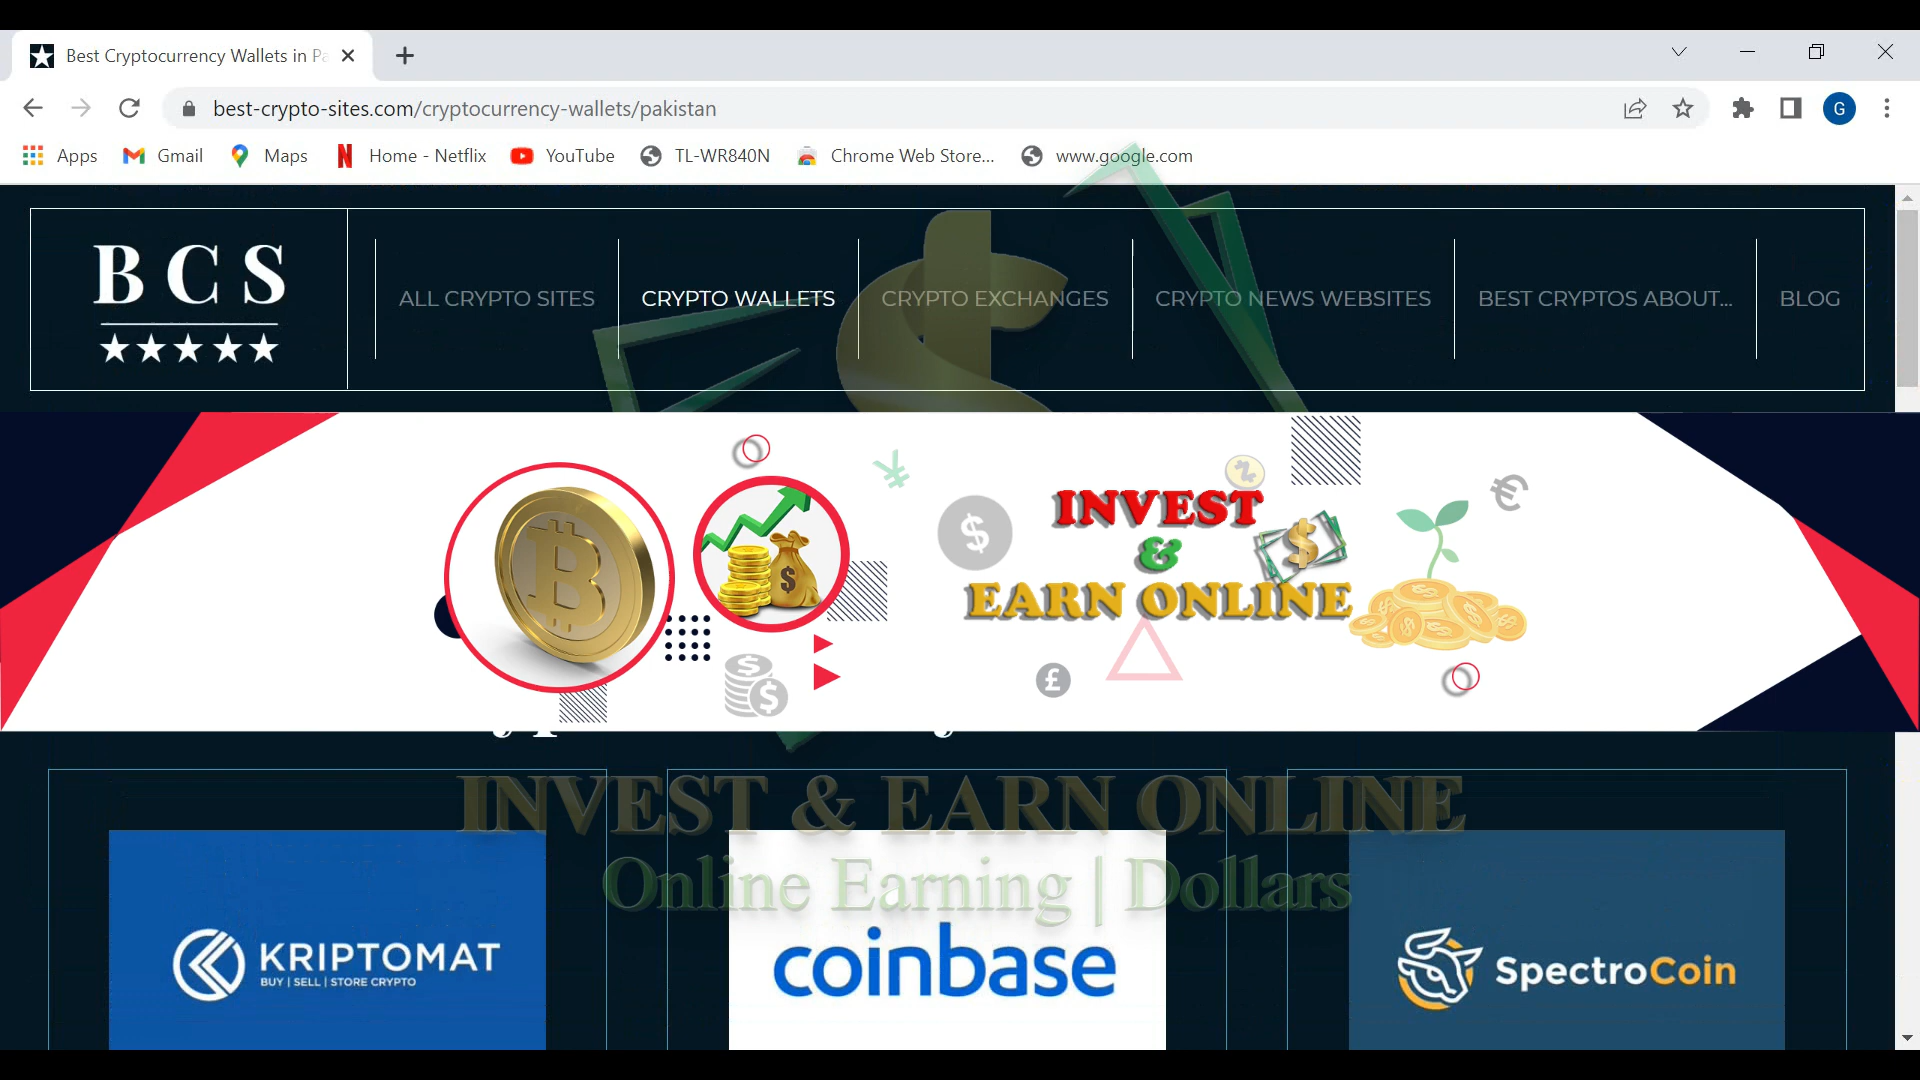 Best Cryptocurrency Wallets in Pa
best-crypto-sites.com/cryptocurrency-wallets/pakistan
G
Apps
Gmail
Maps
Home - Netflix
YouTube
TL-WR840N
Chrome Web Store...
www.google.com
BCS
ALL CRYPTO SITES
CRYPTO WALLETS
CRYPTO EXCHANGES
CRYPTO NEWS WEBSITES
BEST CRYPTOS ABOUT...
BLOG
INVEST
&
EARN ONLINE
INVEST & EARN ONLINE
Online Earning | Dollars
KRIPTOMAT
BUY | SELL | STORE CRYPTO
coinbase
SpectroCoin